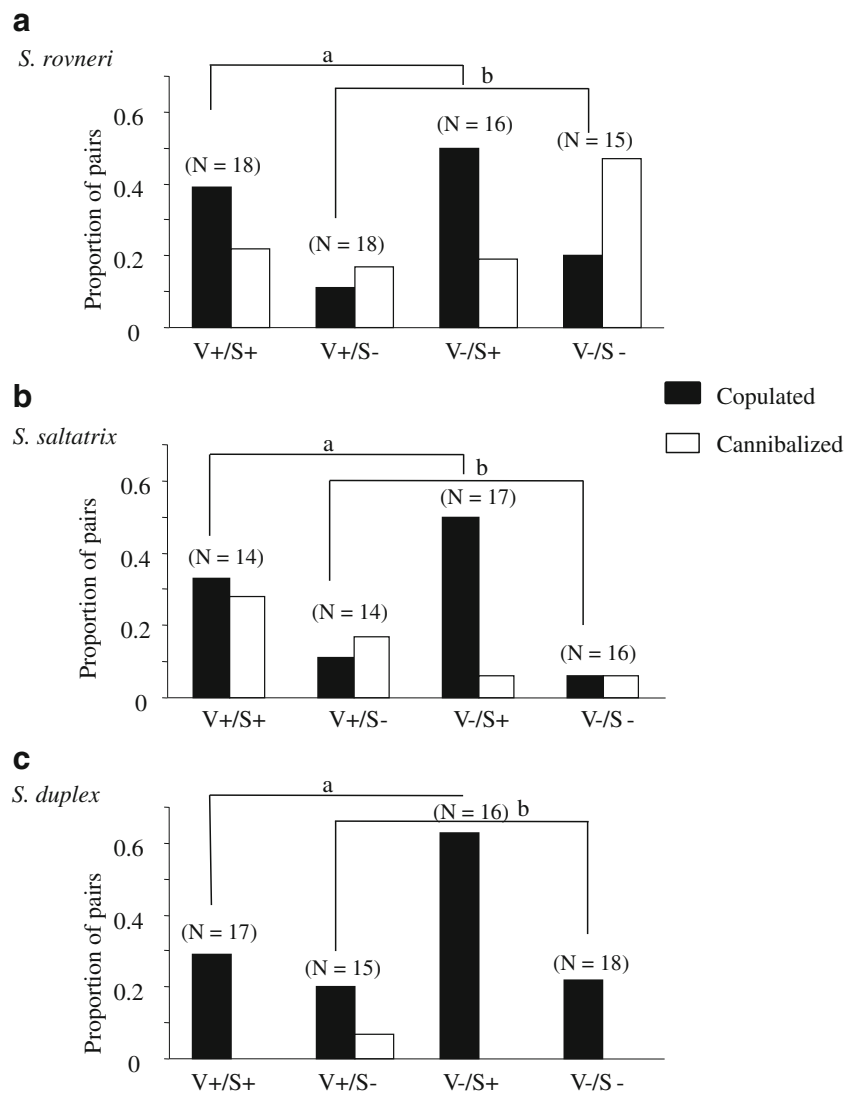 a
S. rovneri
a
b
0.6
(N = 16)
(N = 15)
(N = 18)
0.4
(N = 18)
0.2
0
Proportion of pairs
V+/S+ V+/S- V-/S+ V-/S -
b
S. saltatrix
Copulated
Cannibalized
a
b
0.6
(N = 17)
(N = 14)
0.4
(N = 14)
(N = 16)
0.2
0
Proportion of pairs
V+/S+ V+/S- V-/S+ V-/S -
c
S. duplex
a
(N = 16) b
0.6
0.4
(N = 17)
(N = 15)
(N = 18)
0.2
0
Proportion of pairs
V+/S+ V+/S- V-/S+ V-/S -